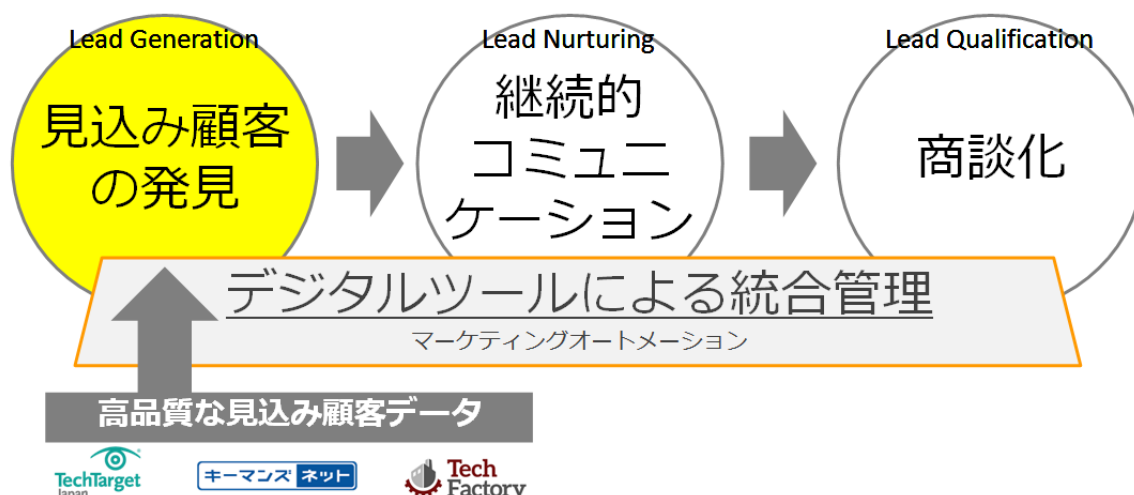 Lead Generation
見込み顧客
の発見
Lead Nurturing
継続的
コミュニ
ケーション
Lead Qualification
商談化
デジタルツールによる統合管理
マーケティングオートメーション
高品質な見込み顧客データ
TechTarget
Japan
キーマンズネット
Tech
Factory